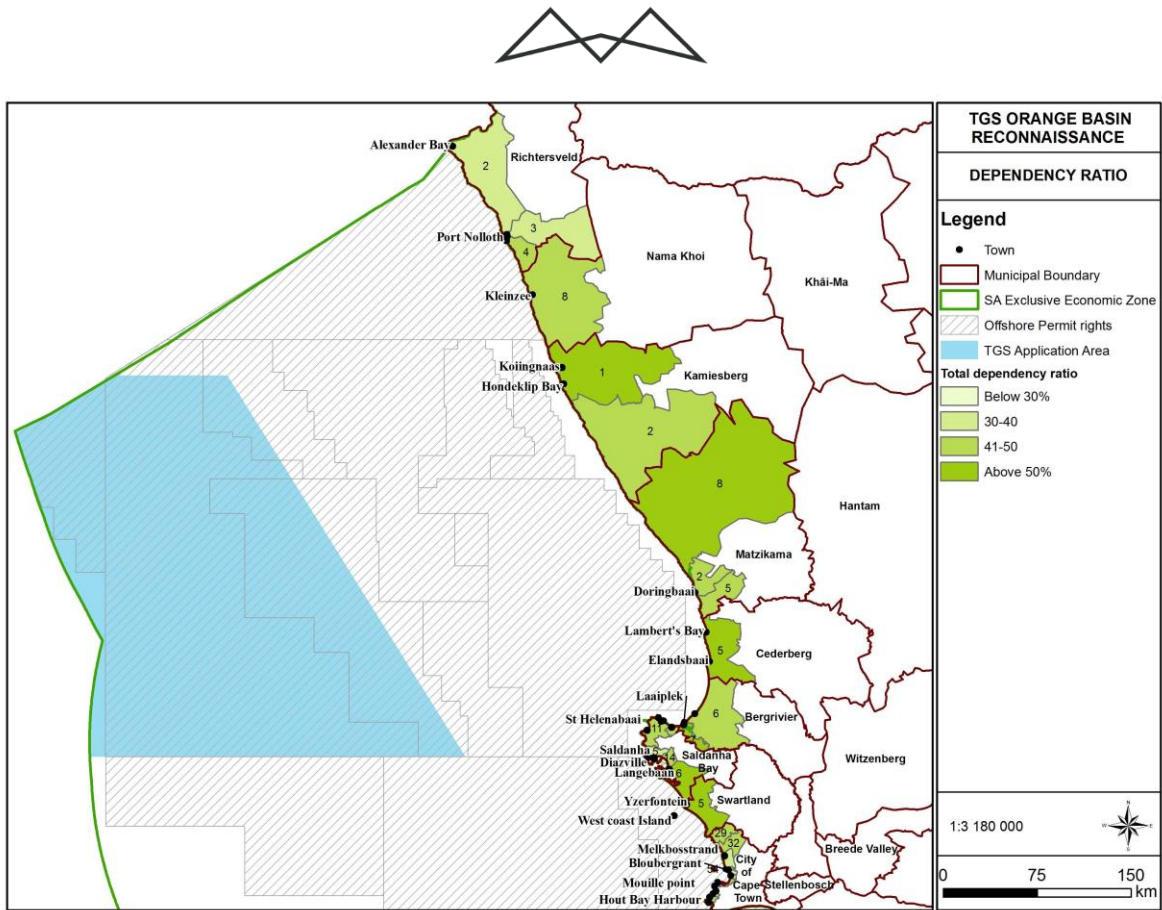 Alexander Bay
2
Richtersveld
3
Port Nolloth
4
Nama Khoi
Khâi-Ma
Kleinzee
8
Koiingnaas
1
Kamiesberg
Hondeklip Bay
2
8
Hantam
Matzikama
2
5
Doringbaai
Lambert's Bay
5
Cederberg
Elandsbaai
Laaiplek
6
Bergrivier
St Helenabaai
11
Saldanha
5
Saldanha
Bay
Witzenberg
Diazville
14
Langebaan
6
Yzerfontein
5
Swartland
West coast Island
29
32
Melkbosstrand
Breede Valley
Bloubergrant
City
of
Cape
Town
Stellenbosch
Mouille point
Hout Bay Harbour
TGS ORANGE BASIN
RECONNAISSANCE
DEPENDENCY RATIO
Legend
Town
Municipal Boundary
SA Exclusive Economic Zone
Offshore Permit rights
TGS Application Area
Total dependency ratio
Below 30%
30-40
41-50
Above 50%
1:3 180 000
N
W
E
S
0 75 150
km